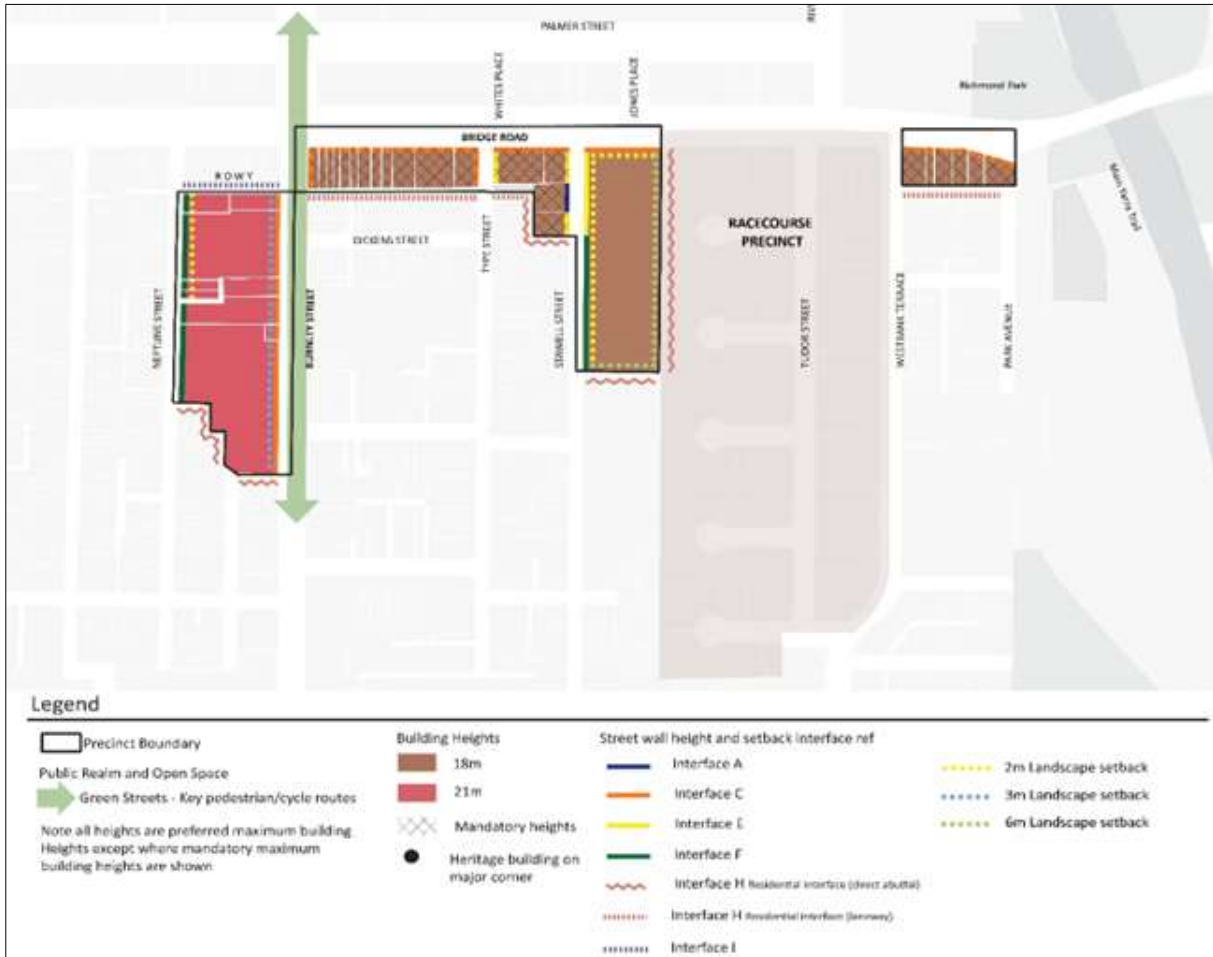 PALMER STREET
WHITES PLACE
JONES PLACE
Richmond Park
BRIDGE ROAD
ROWY
Main Yarra Trail
DICKENS STREET
TYPE STREET
RACECOURSE
PRECINCT
NEPTUNE STREET
BURNLEY STREET
STAWELL STREET
TUDOR STREET
WESTBANK TERRACE
PARK AVENUE
Legend
Precinct Boundary
Public Realm and Open Space
Green Streets - Key pedestrian/cycle routes
Note all heights are preferred maximum building
Heights except where mandatory maximum
building heights are shown
Building Heights
18m
21m
Mandatory heights
Heritage building on
major corner
Street wall height and setback interface ref
Interface A
Interface C
Interface E
Interface F
Interface H Residential interface (direct abuttal)
Interface H Residential interface (laneway)
Interface I
2m Landscape setback
3m Landscape setback
6m Landscape setback